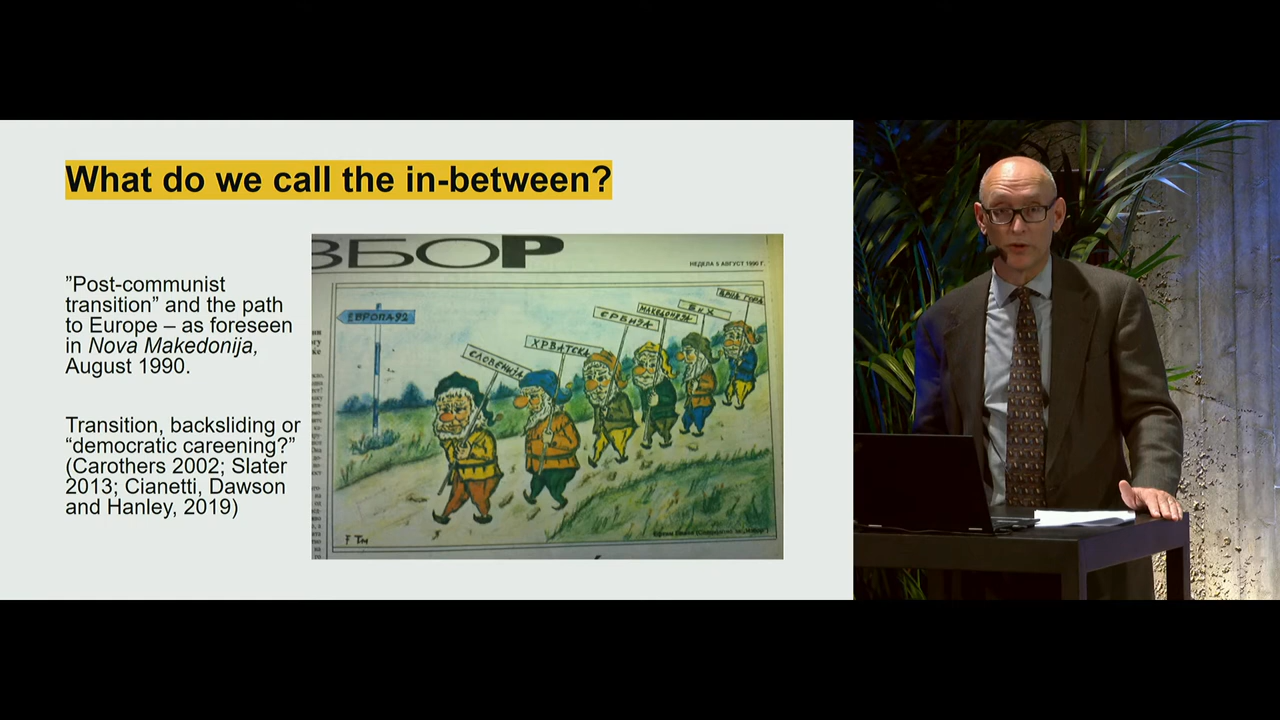 What do we call the in-between?
”Post-communist
transition” and the path
to Europe – as foreseen
in Nova Makedonija,
August 1990.
Transition, backsliding or
“democratic careening?”
(Carothers 2002; Slater
2013; Cianetti, Dawson
and Hanley, 2019)
ЗБОР
НЕДЕЛА 5 АВГУСТ 1990 Г.
ЕВРОПА 92
СЛОВЕНИЈА
ХРВАТСКА
СРБИЈА
МАКЕДОНИЈА
БИХ
ЦРНА ГОРА